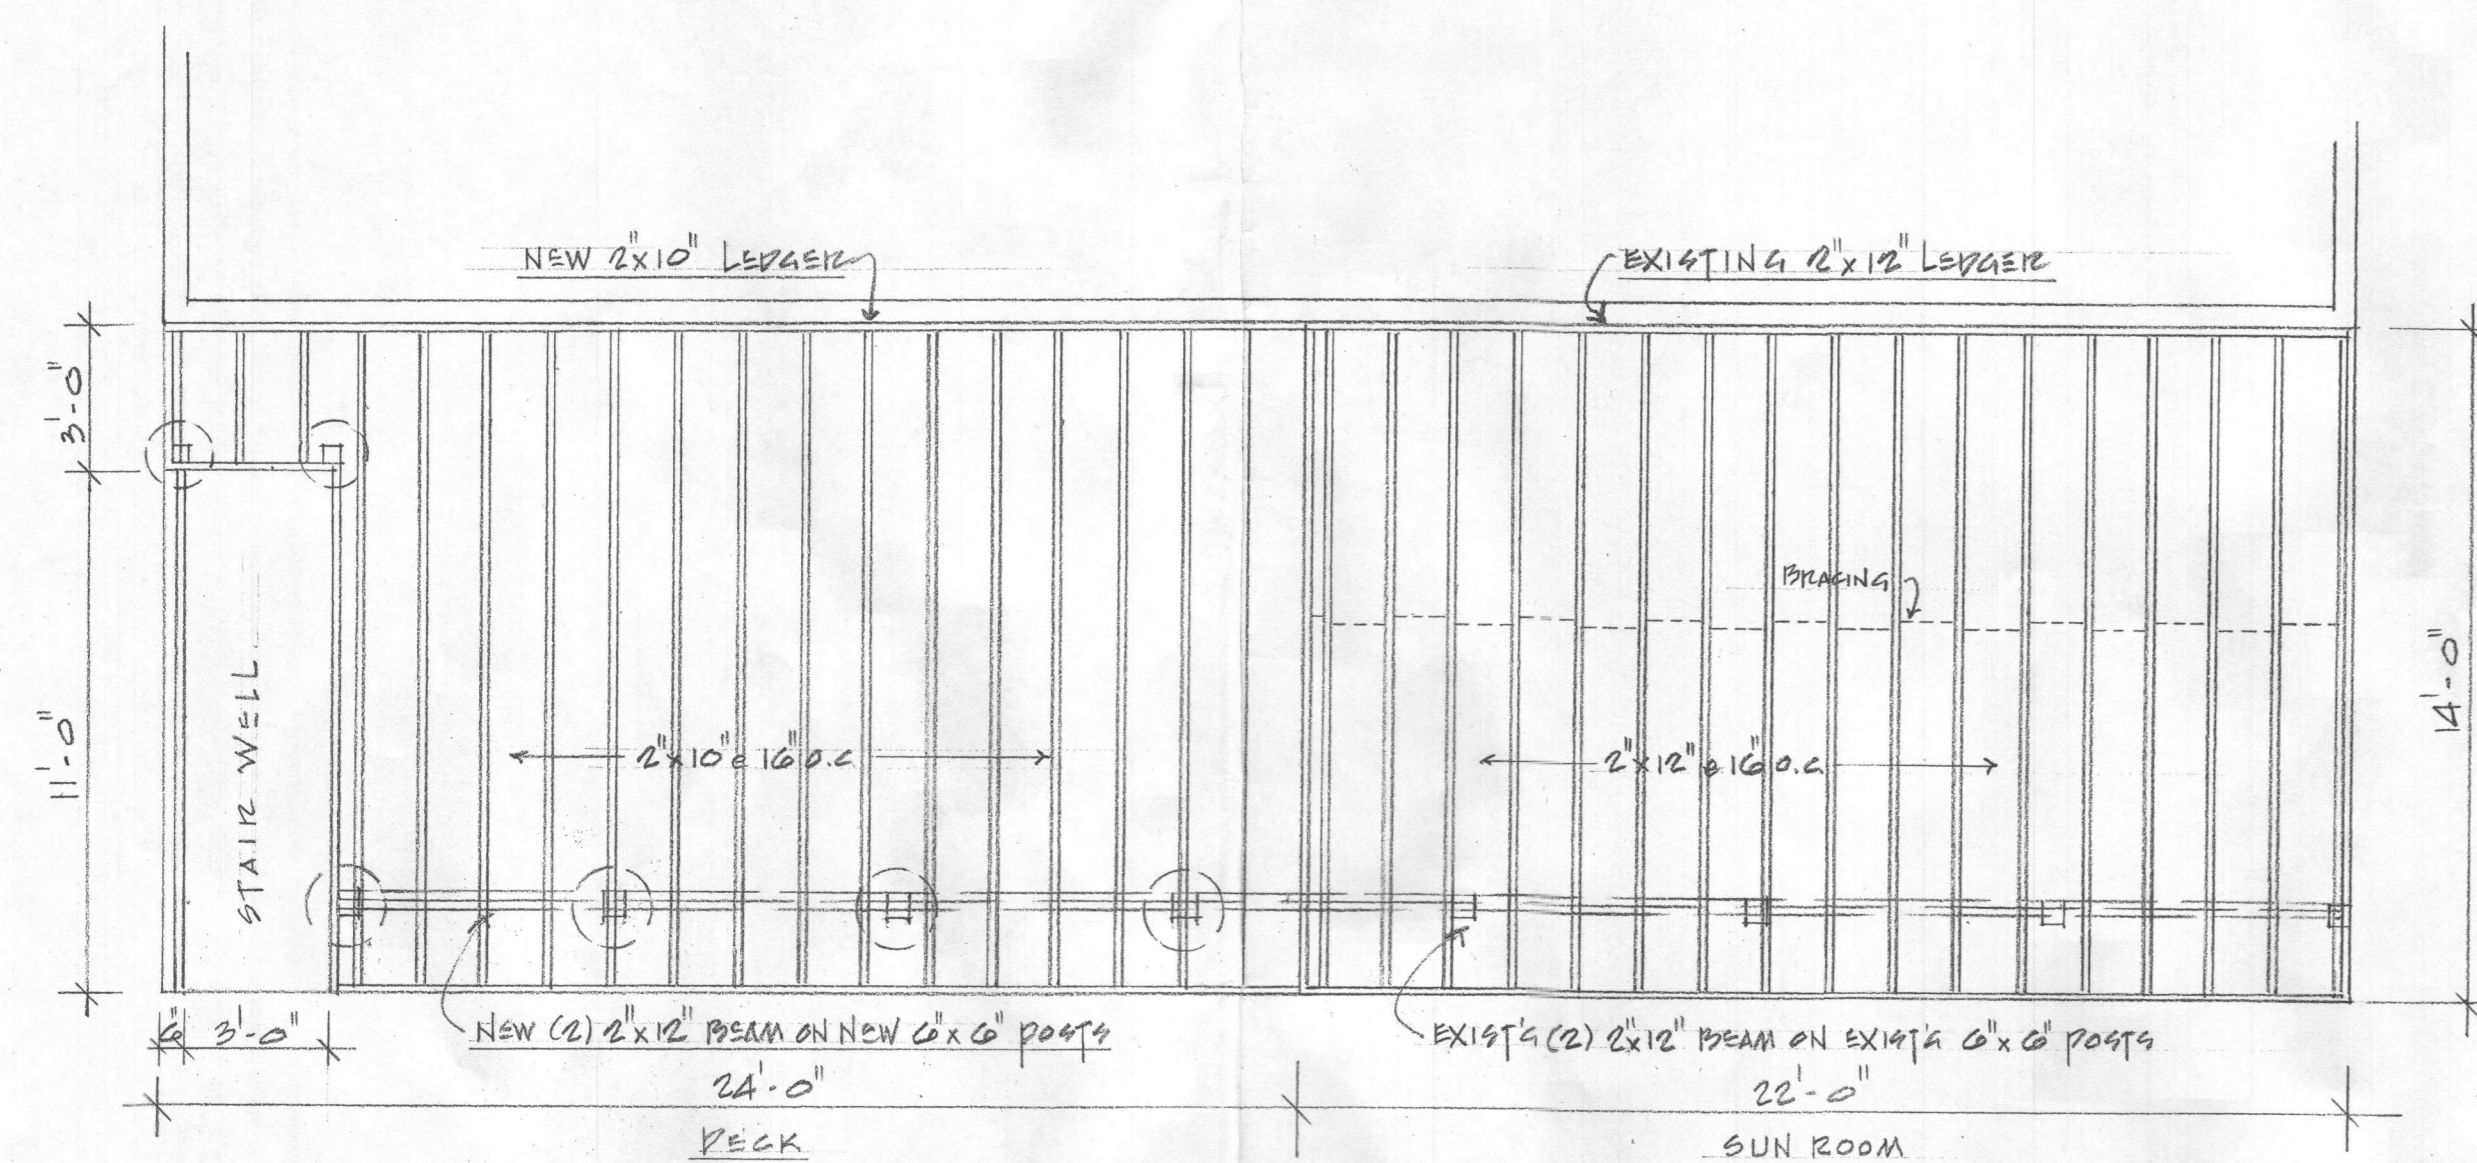 NEW 2"x10" LEDGER
EXISTING 2"x12" LEDGER
3'-0"
BRACING
11'-0"
STAIR WELL
14'-0"
2"x10" @ 16" O.C.
2"x12" @ 16" O.C.
6" 3'-0"
NEW (2) 2"x12" BEAM ON NEW 6"x6" POSTS
EXIST'G (2) 2"x12" BEAM ON EXIST'G 6"x6" POSTS
24'-0"
22'-0"
DECK
SUN ROOM